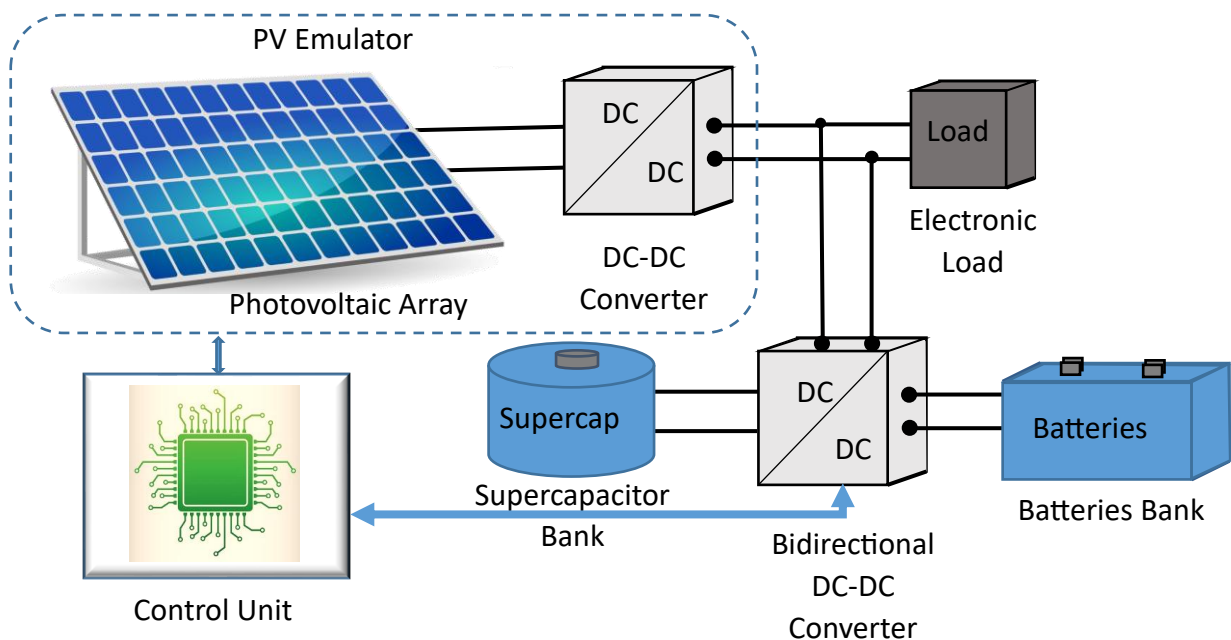 PV Emulator
DC
DC
Load
Electronic
Load
DC-DC
Converter
Photovoltaic Array
Supercap
DC
DC
Batteries
Supercapacitor
Bank
Batteries Bank
Bidirectional
DC-DC
Converter
Control Unit